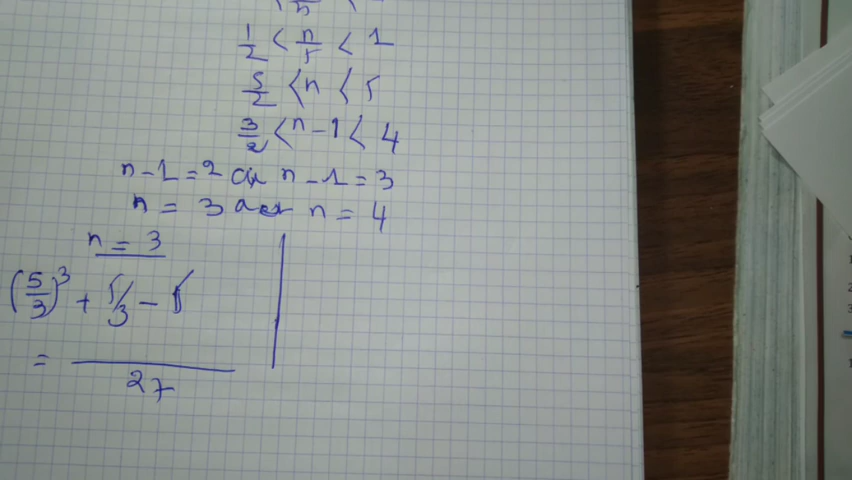 1/2 < n/5 < 1
5/2 < n < 5
3/2 < n - 1 < 4
n - 1 = 2 or n - 1 = 3
n = 3 or n = 4
n = 3
(5/3)^3 + 5/3 - 5
= 
27